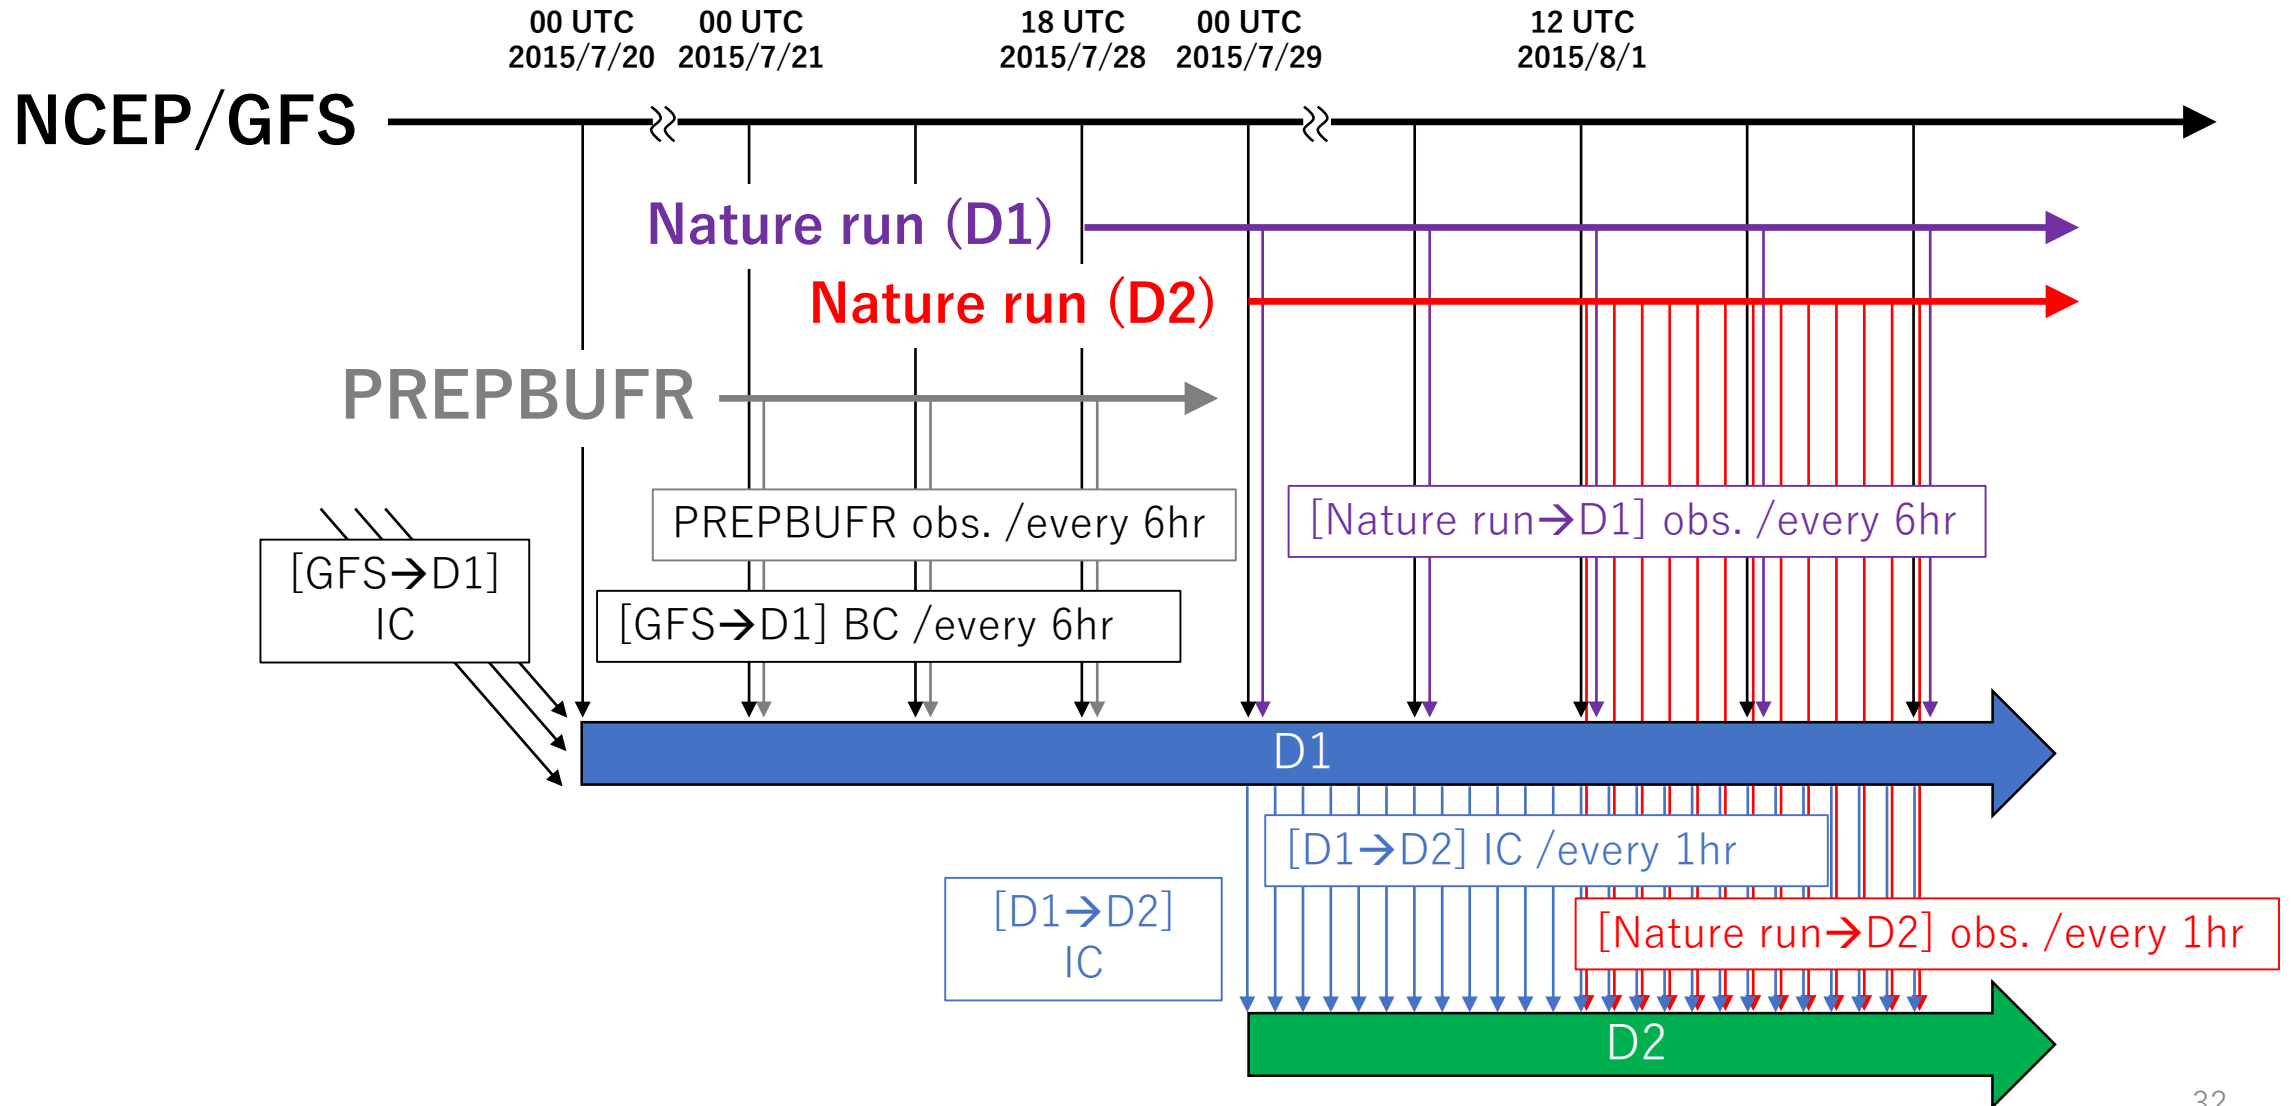 00 UTC 00 UTC 18 UTC 00 UTC 12 UTC
2015/7/20 2015/7/21 2015/7/28 2015/7/29 2015/8/1
NCEP/GFS
Nature run (D1)
Nature run (D2)
PREPBUFR
PREPBUFR obs. /every 6hr
[Nature run→D1] obs. /every 6hr
[GFS→D1]
IC
[GFS→D1] BC /every 6hr
D1
[D1→D2] IC /every 1hr
[D1→D2]
IC
[Nature run→D2] obs. /every 1hr
D2
32